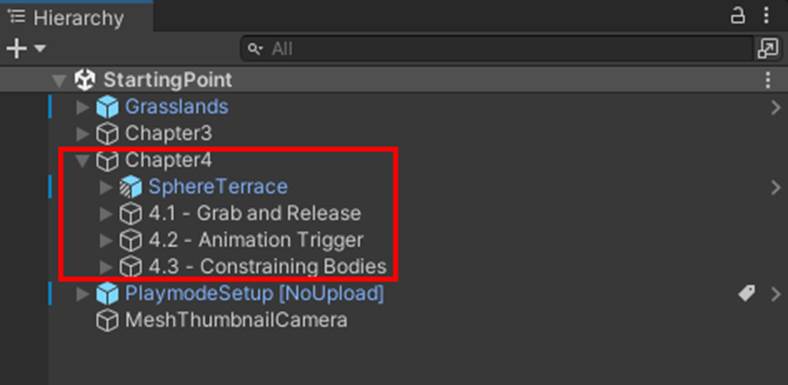 Hierarchy
All
StartingPoint
Grasslands
Chapter3
Chapter4
SphereTerrace
4.1 - Grab and Release
4.2 - Animation Trigger
4.3 - Constraining Bodies
PlaymodeSetup [NoUpload]
MeshThumbnailCamera